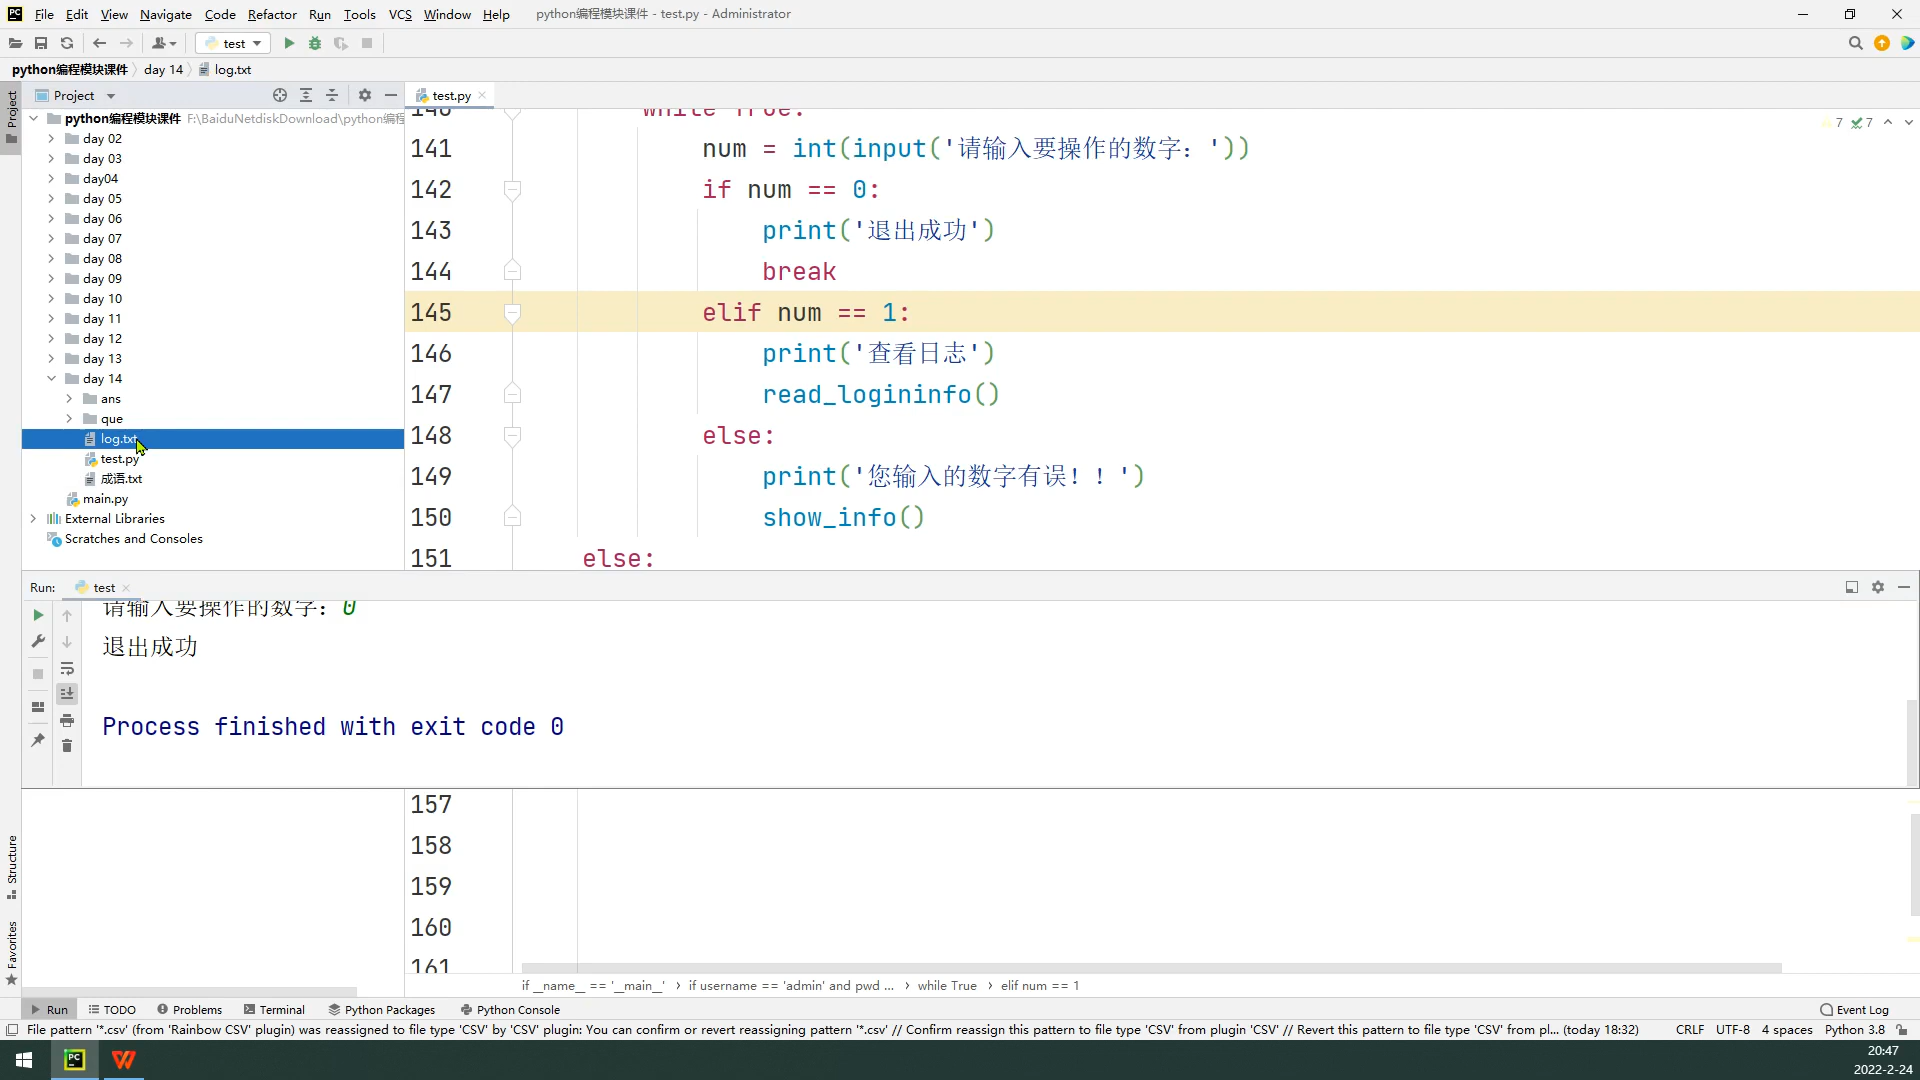 File Edit View Navigate Code Refactor Run Tools VCS Window Help python编程模块课件 - test.py - Administrator
test
python编程模块课件 day 14 log.txt
Project
test.py
Project
python编程模块课件 F:\BaiduNetdiskDownload\python编程
day 02
day 03
day04
day 05
day 06
day 07
day 08
day 09
day 10
day 11
day 12
day 13
day 14
ans
que
log.txt
test.py
成语.txt
main.py
External Libraries
Scratches and Consoles
7 7
140 while True:
141 num = int(input('请输入要操作的数字：'))
142 if num == 0:
143 print('退出成功')
144 break
145 elif num == 1:
146 print('查看日志')
147 read_logininfo()
148 else:
149 print('您输入的数字有误！！')
150 show_info()
151 else:
Run: test
请输入要操作的数字：0
退出成功
Process finished with exit code 0
157
158
159
160
161
Structure
Favorites
if __name__ == '__main__' › if username == 'admin' and pwd ... › while True › elif num == 1
Run TODO Problems Terminal Python Packages Python Console Event Log
File pattern '*.csv' (from 'Rainbow CSV' plugin) was reassigned to file type 'CSV' by 'CSV' plugin: You can confirm or revert reassigning pattern '*.csv' // Confirm reassign this pattern to file type 'CSV' from plugin 'CSV' // Revert this pattern to file type 'CSV' from pl... (today 18:32) CRLF UTF-8 4 spaces Python 3.8
20:47
2022-2-24